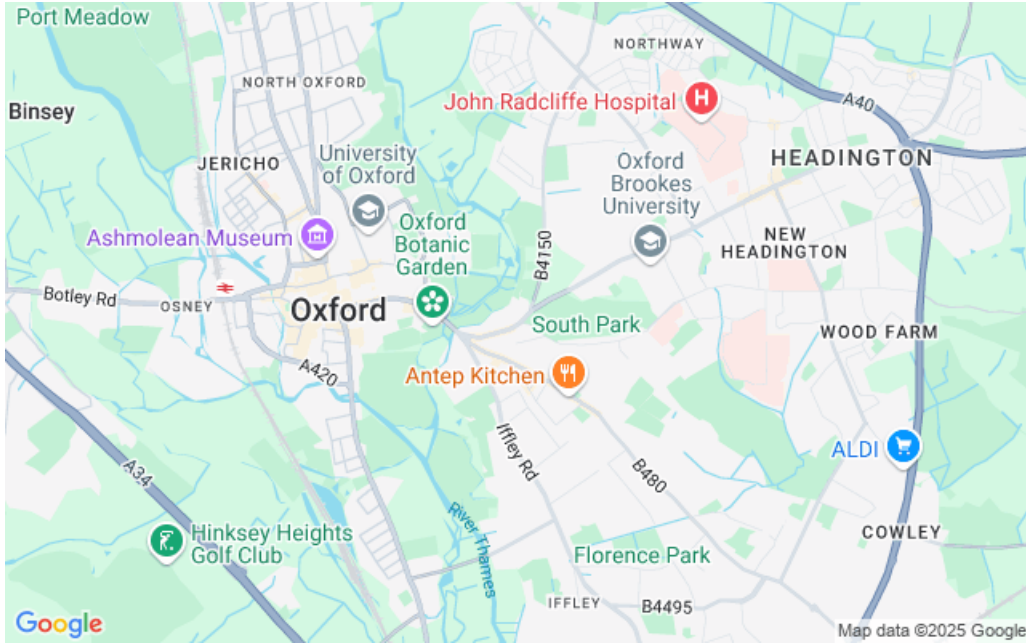 Port Meadow
NORTHWAY
NORTH OXFORD
John Radcliffe Hospital
H
A40
Binsey
JERICHO
University
of Oxford
Oxford
Brookes
University
HEADINGTON
Ashmolean Museum
Oxford
Botanic
Garden
B4150
NEW
HEADINGTON
Botley Rd
OSNEY
Oxford
South Park
WOOD FARM
A420
Antep Kitchen
Iffley Rd
ALDI
A34
B480
River Thames
Hinksey Heights
Golf Club
COWLEY
Florence Park
IFFLEY
B4495
Google
Map data ©2025 Google